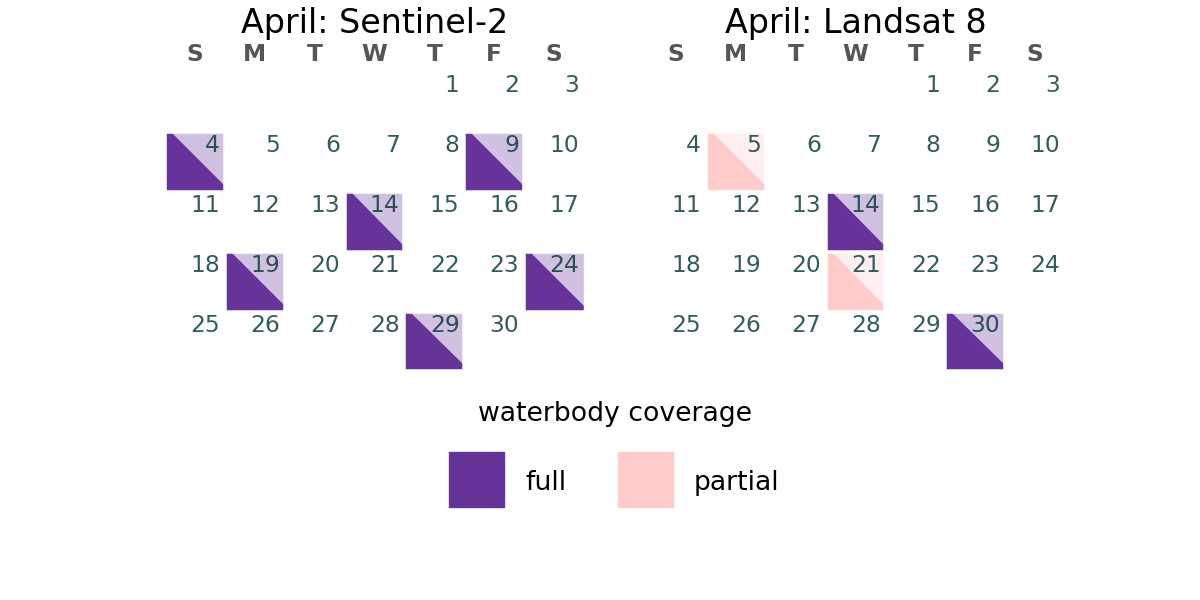 April: Sentinel-2
S M T W T F S
1 2 3
4 5 6 7 8 9 10
11 12 13 14 15 16 17
18 19 20 21 22 23 24
25 26 27 28 29 30
April: Landsat 8
S M T W T F S
1 2 3
4 5 6 7 8 9 10
11 12 13 14 15 16 17
18 19 20 21 22 23 24
25 26 27 28 29 30
waterbody coverage
full partial